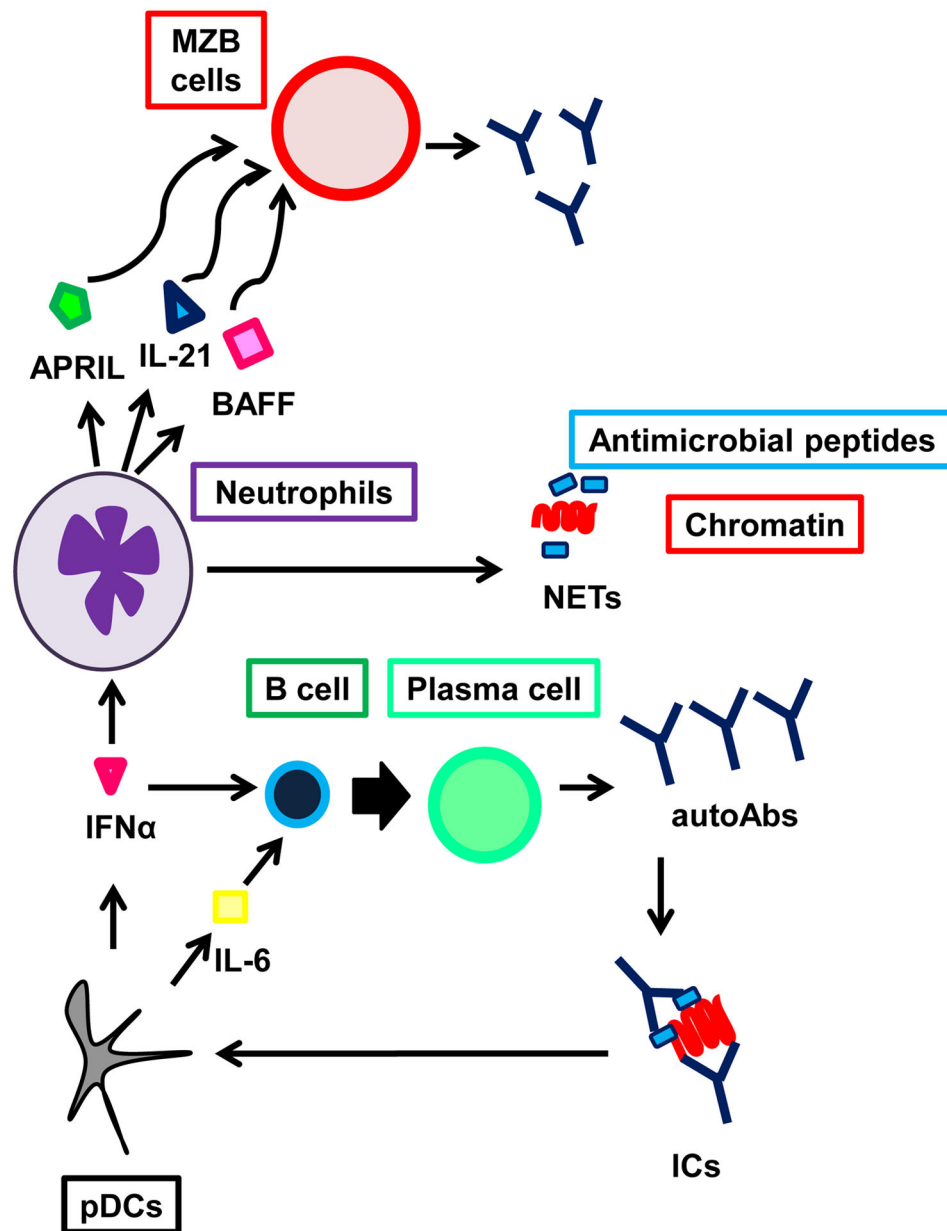 MZB
cells
APRIL
IL-21
BAFF
Antimicrobial peptides
Neutrophils
Chromatin
NETs
B cell
Plasma cell
IFNα
autoAbs
IL-6
ICs
pDCs